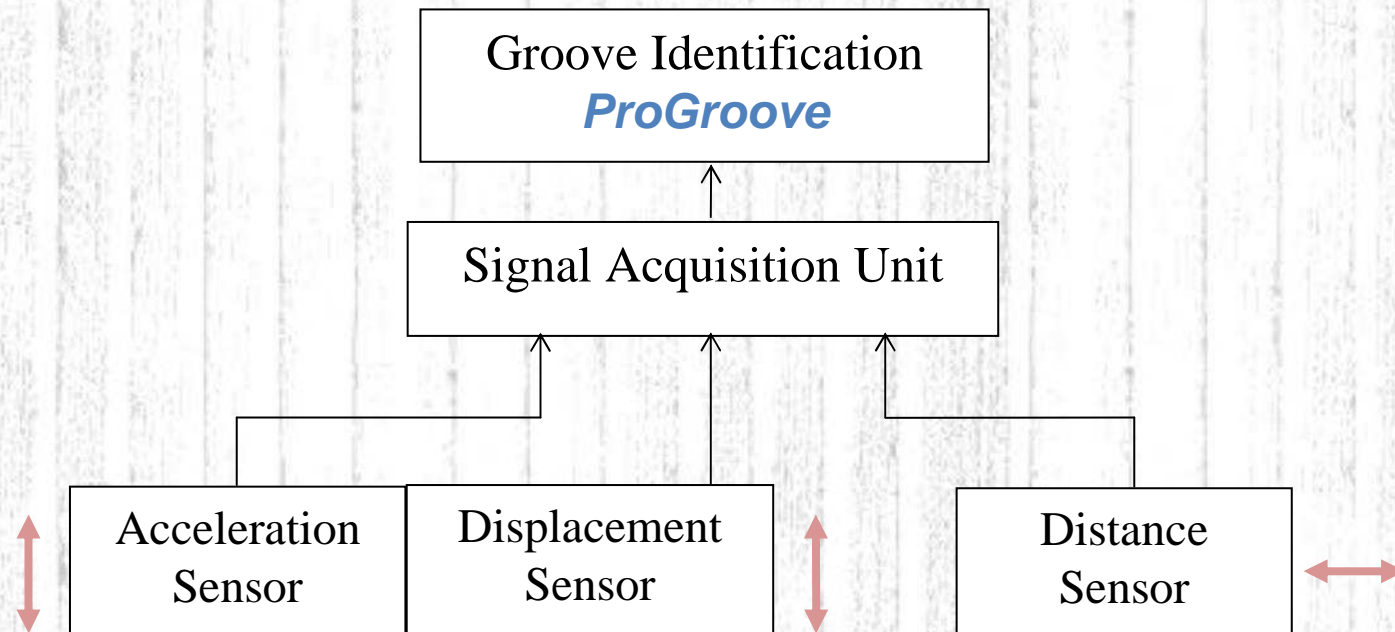 Groove Identification
ProGroove
Signal Acquisition Unit
Acceleration
Sensor
Displacement
Sensor
Distance
Sensor